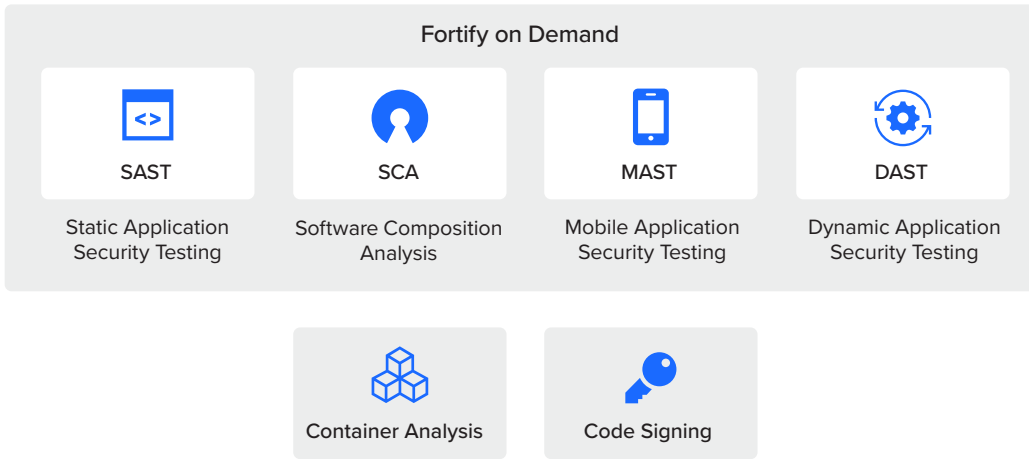 Fortify on Demand
<>
SAST
SCA
MAST
DAST
Static Application
Security Testing
Software Composition
Analysis
Mobile Application
Security Testing
Dynamic Application
Security Testing
Container Analysis
Code Signing